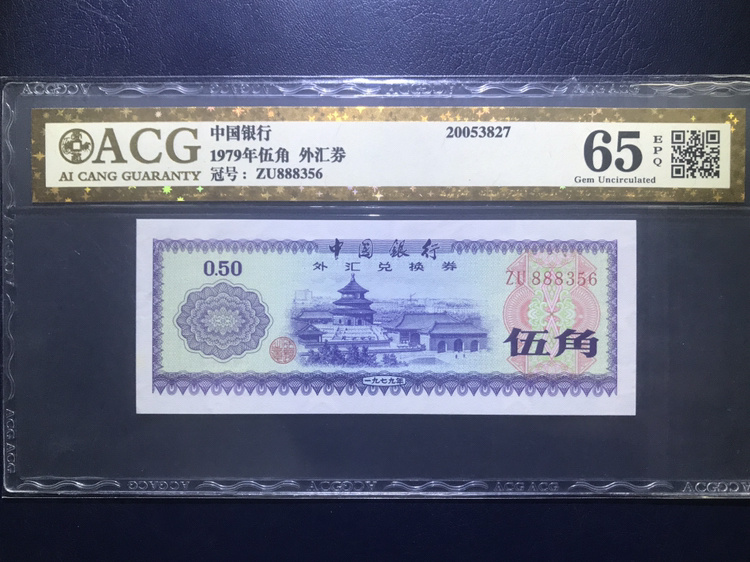 ACG
AI CANG GUARANTY
中国银行
1979年伍角 外汇券
冠号: ZU888356
20053827
65
EPQ
Gem Uncirculated
中国银行
外汇兑换券
0.50
ZU 888356
伍角
一九七九年